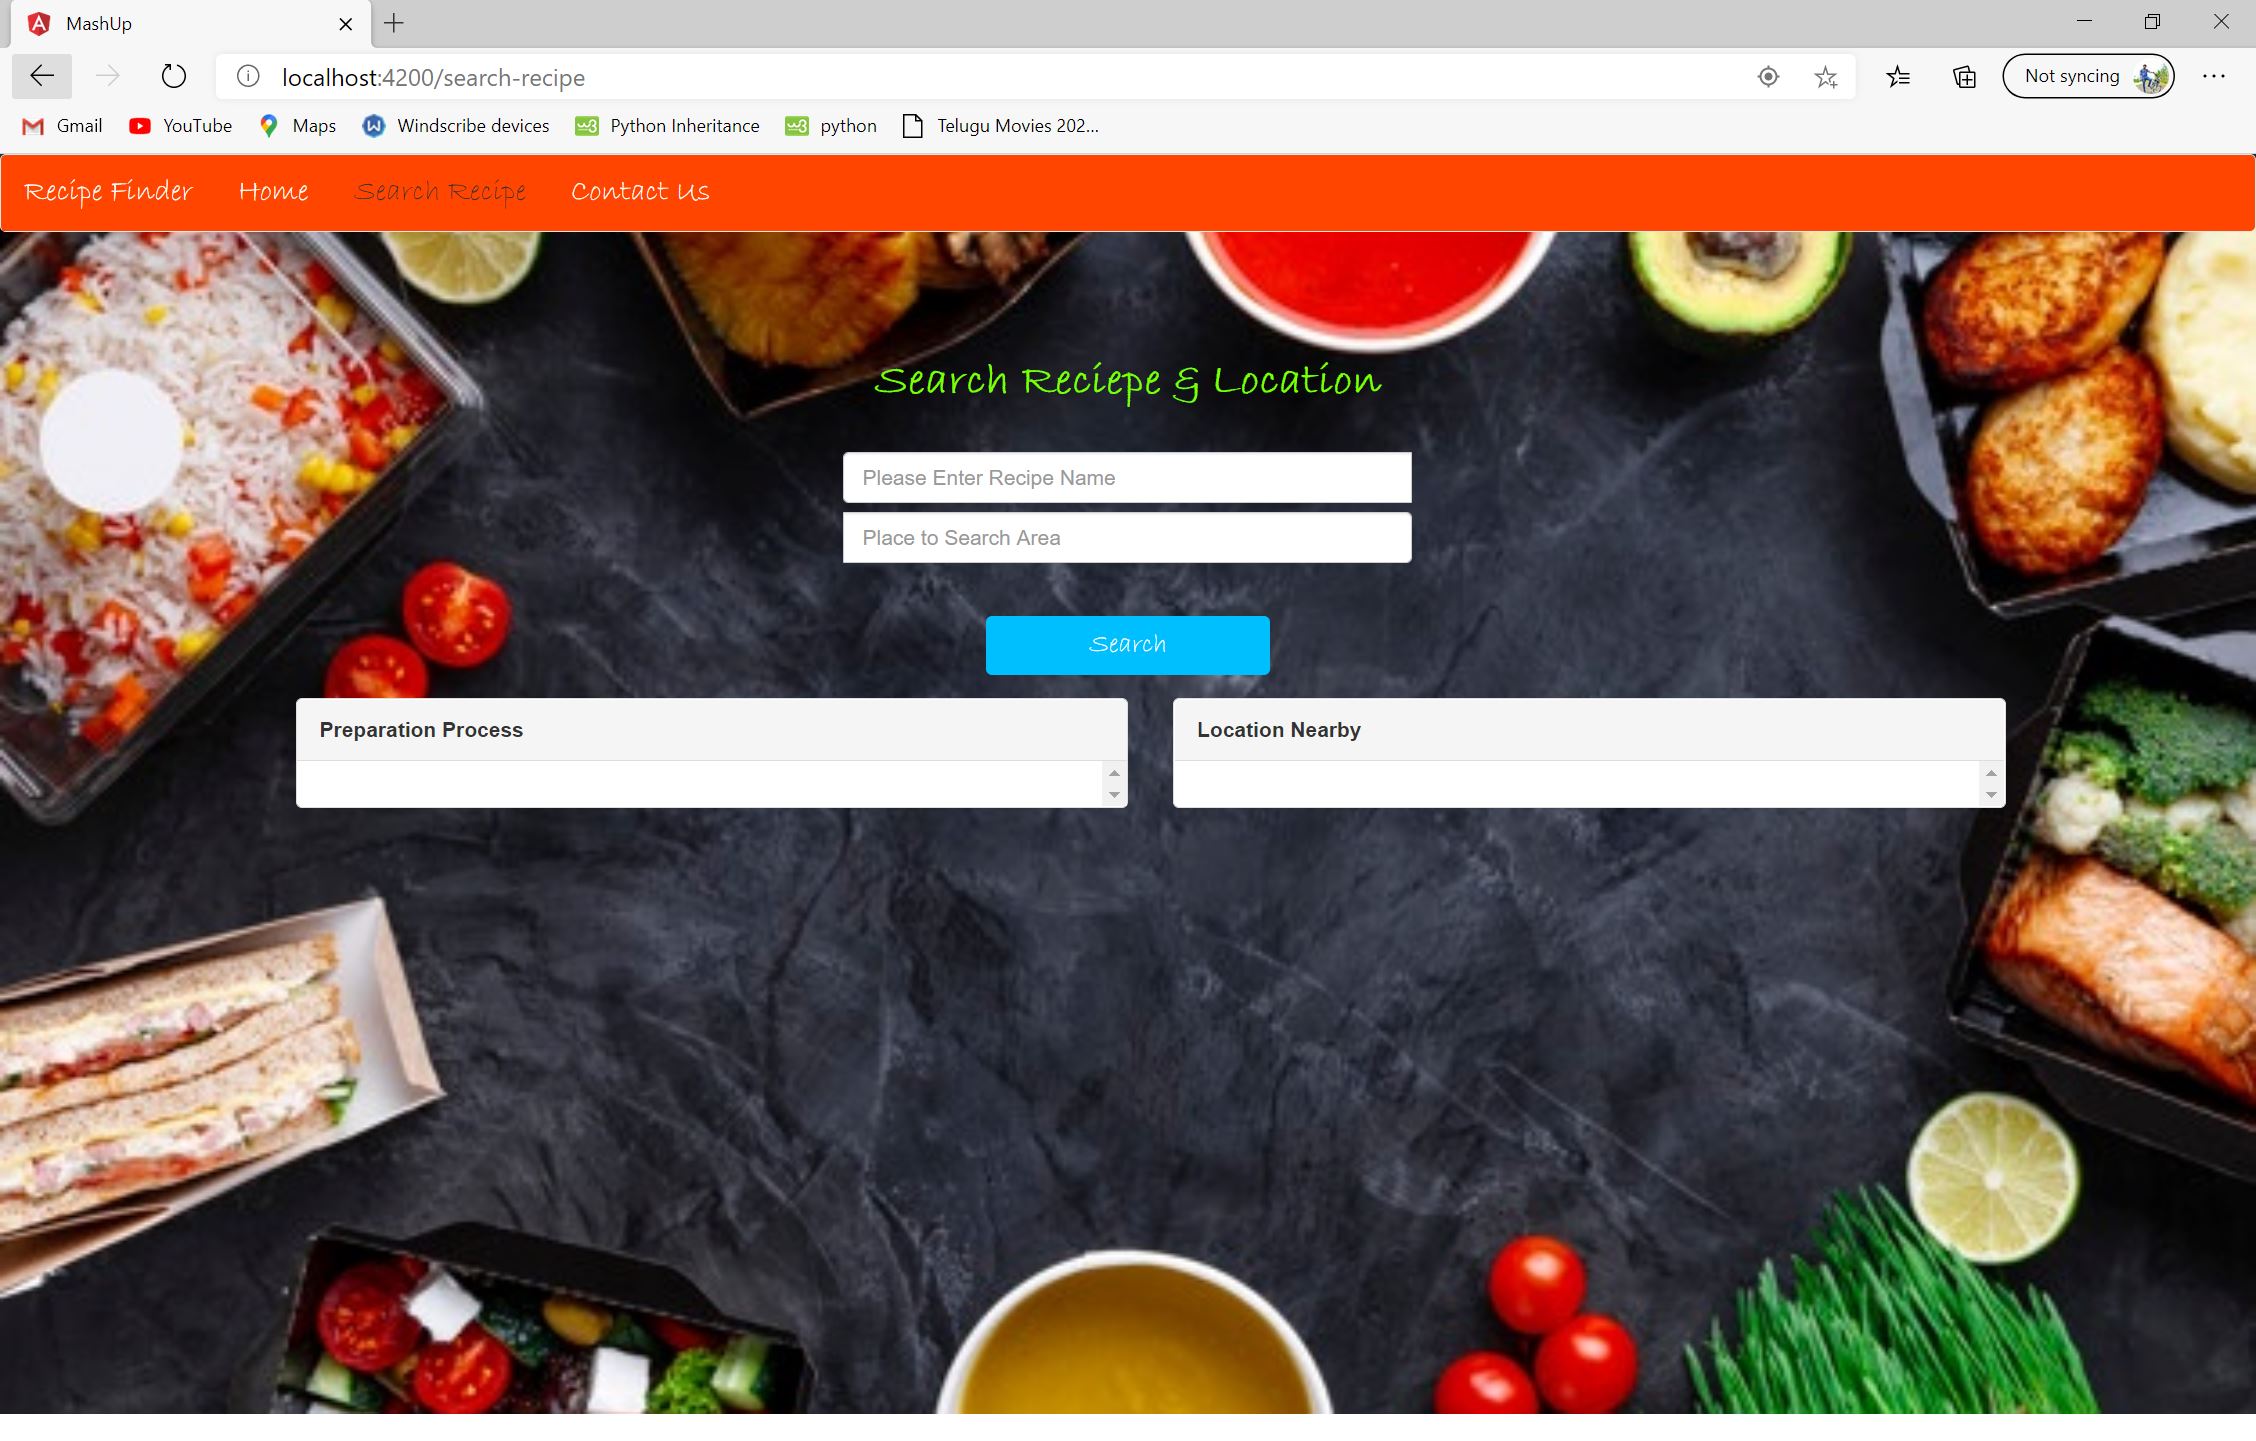 MashUp
localhost:4200/search-recipe
Not syncing
Gmail YouTube Maps Windscribe devices Python Inheritance python Telugu Movies 202...
Recipe Finder Home Search Recipe Contact Us
Search Reciepe & Location
Please Enter Recipe Name
Place to Search Area
Search
Preparation Process
Location Nearby